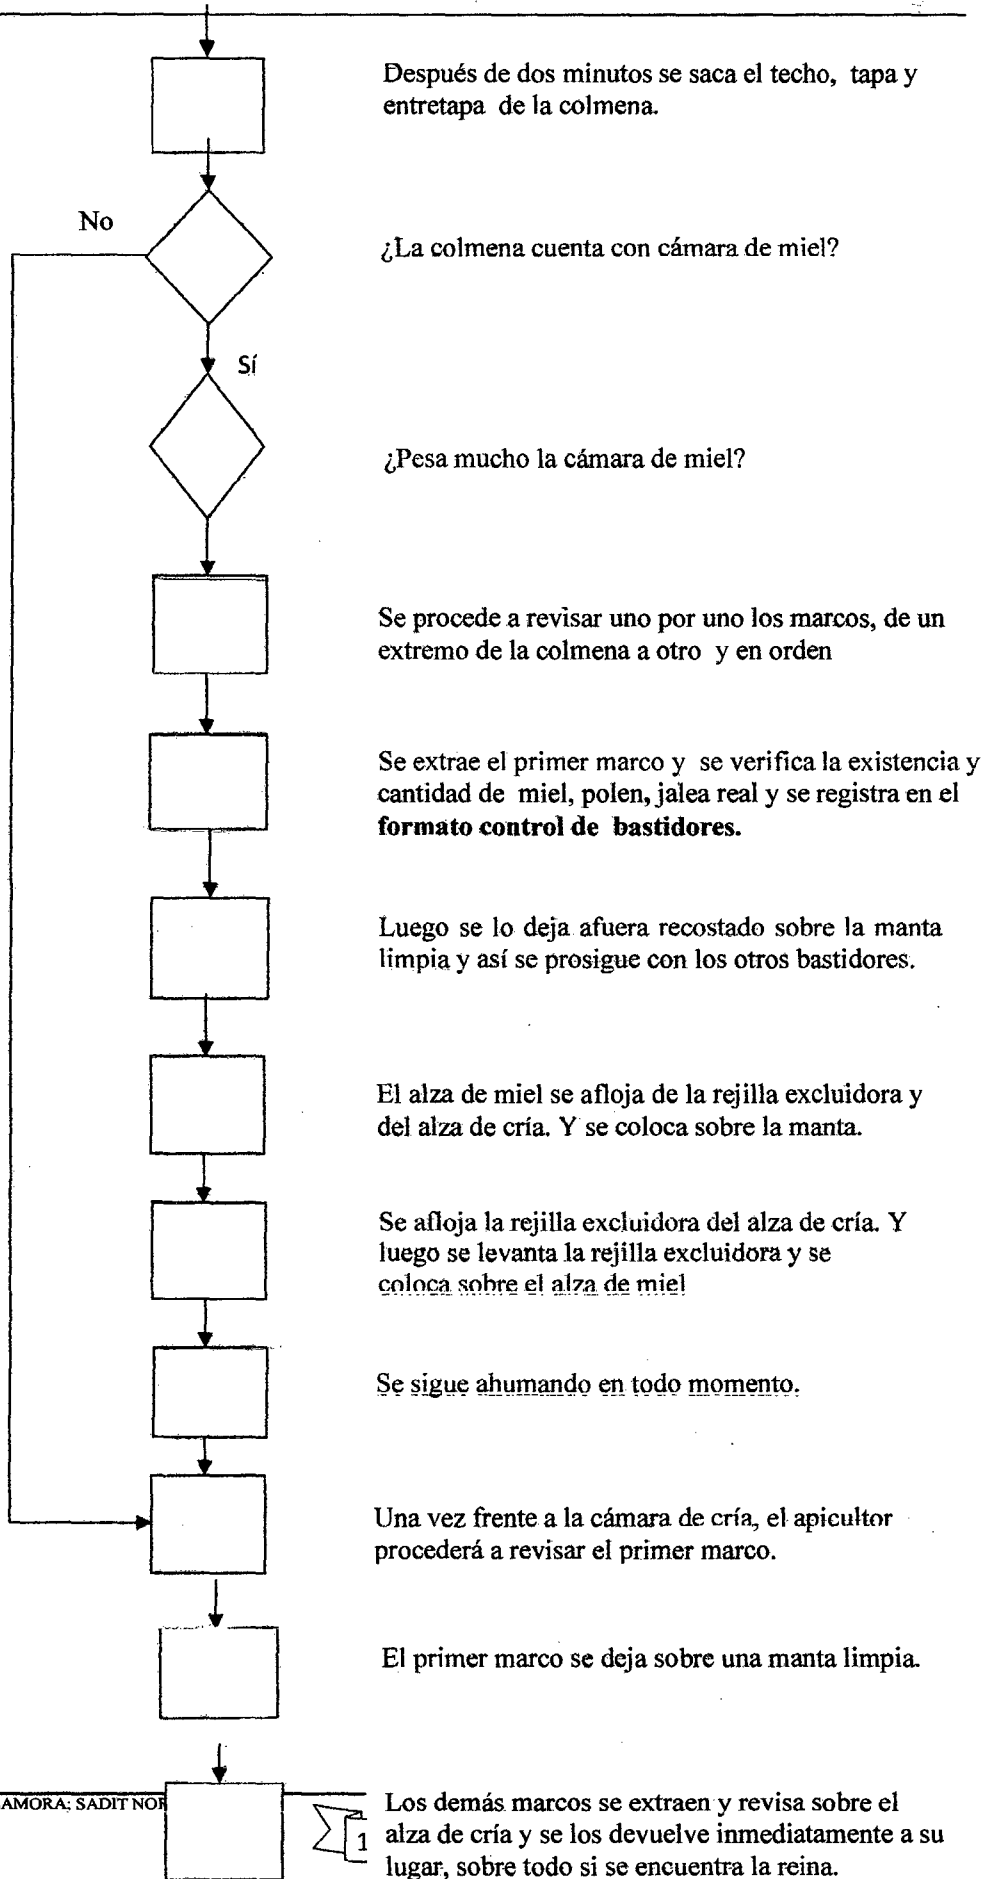 Después de dos minutos se saca el techo, tapa y
entretapa de la colmena.
No
¿La colmena cuenta con cámara de miel?
Sí
¿Pesa mucho la cámara de miel?
Se procede a revisar uno por uno los marcos, de un
extremo de la colmena a otro y en orden
Se extrae el primer marco y se verifica la existencia y
cantidad de miel, polen, jalea real y se registra en el
formato control de bastidores.
Luego se lo deja afuera recostado sobre la manta
limpia y así se prosigue con los otros bastidores.
El alza de miel se afloja de la rejilla excluidora y
del alza de cría. Y se coloca sobre la manta.
Se afloja la rejilla excluidora del alza de cría. Y
luego se levanta la rejilla excluidora y se
coloca sobre el alza de miel
Se sigue ahumando en todo momento.
Una vez frente a la cámara de cría, el apicultor
procederá a revisar el primer marco.
El primer marco se deja sobre una manta limpia.
AMORA; SADIT NOR
1
Los demás marcos se extraen y revisa sobre el
alza de cría y se los devuelve inmediatamente a su
lugar, sobre todo si se encuentra la reina.